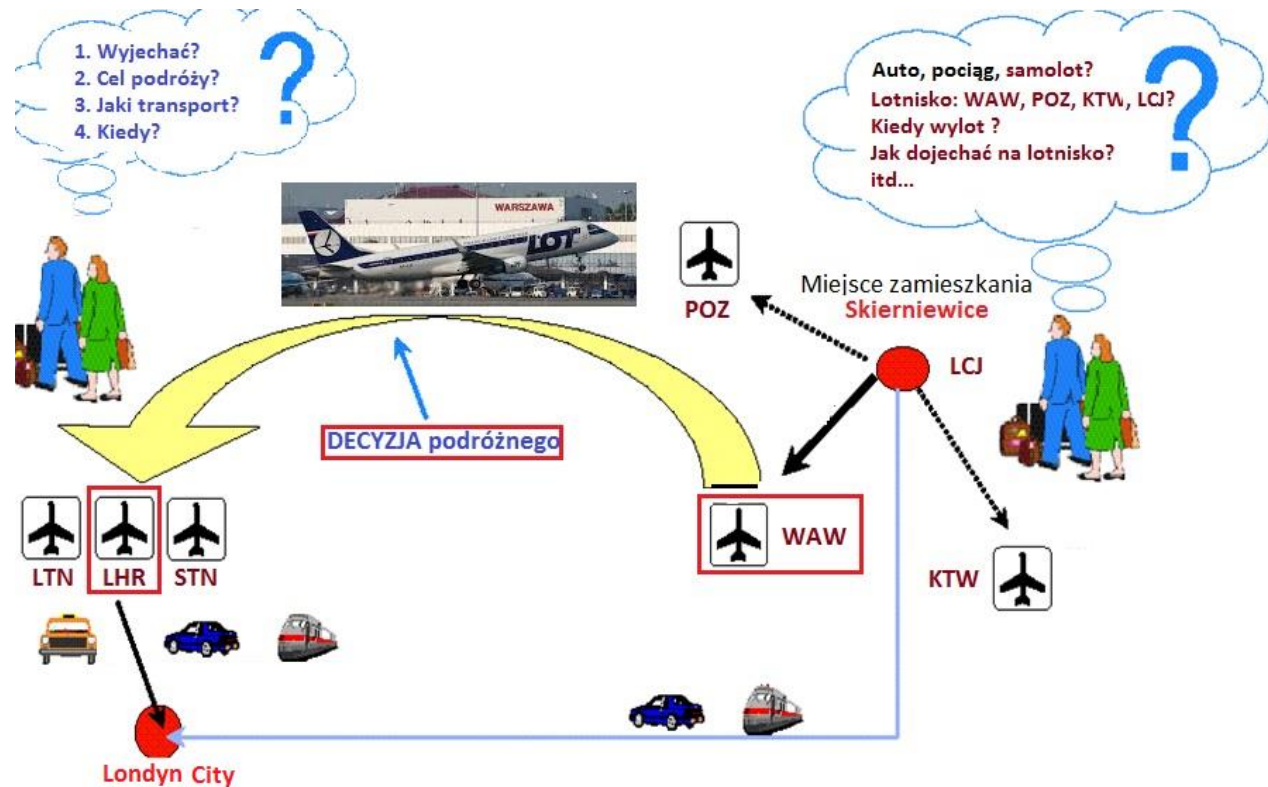 1. Wyjechać?
2. Cel podróży?
3. Jaki transport?
4. Kiedy?
?
Auto, pociąg, samolot?
Lotnisko: WAW, POZ, KTW, LCJ?
Kiedy wylot ?
Jak dojechać na lotnisko?
itd...
?
WARSZAWA
LOT
POZ
Miejsce zamieszkania
Skierniewice
LCJ
DECYZJA podróżnego
WAW
LTN
LHR
STN
KTW
Londyn City